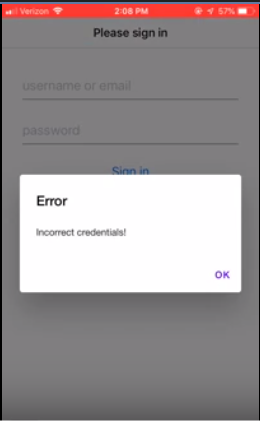 Verizon 2:08 PM 57%
Please sign in
username or email
password
Sign in
Error
Incorrect credentials!
OK